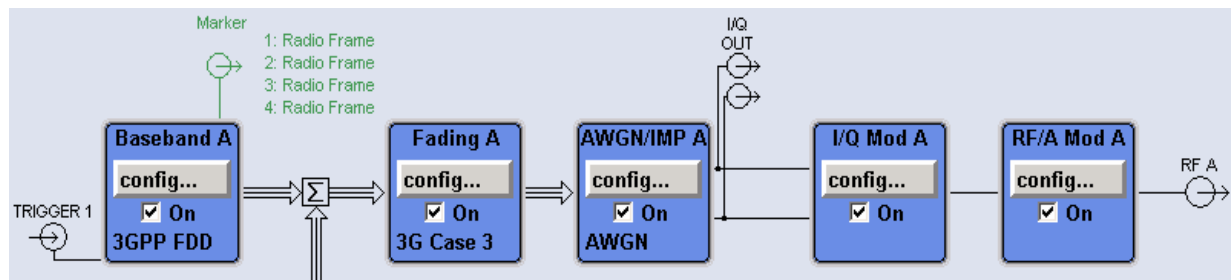 Marker
1: Radio Frame
2: Radio Frame
3: Radio Frame
4: Radio Frame
I/Q
OUT
Baseband A
config...
On
3GPP FDD
TRIGGER 1
Σ
Fading A
config...
On
3G Case 3
AWGN/IMP A
config...
On
AWGN
I/Q Mod A
config...
On
RF/A Mod A
config...
On
RF A